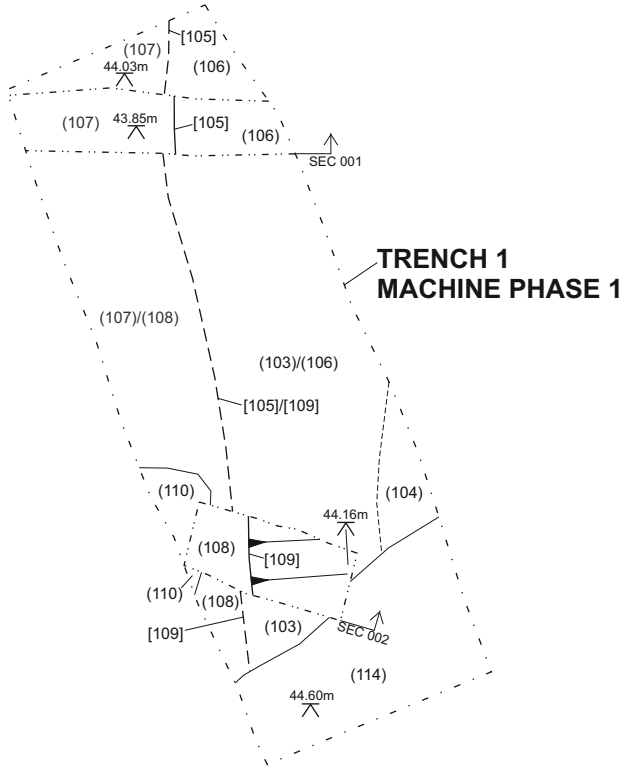 [105]
(107)
(106)
44.03m
(107)
43.85m
[105]
(106)
SEC 001
TRENCH 1
MACHINE PHASE 1
(107)/(108)
(103)/(106)
[105]/[109]
(110)
(104)
44.16m
(108)
[109]
(110)
(108)
[109]
(103)
SEC 002
(114)
44.60m